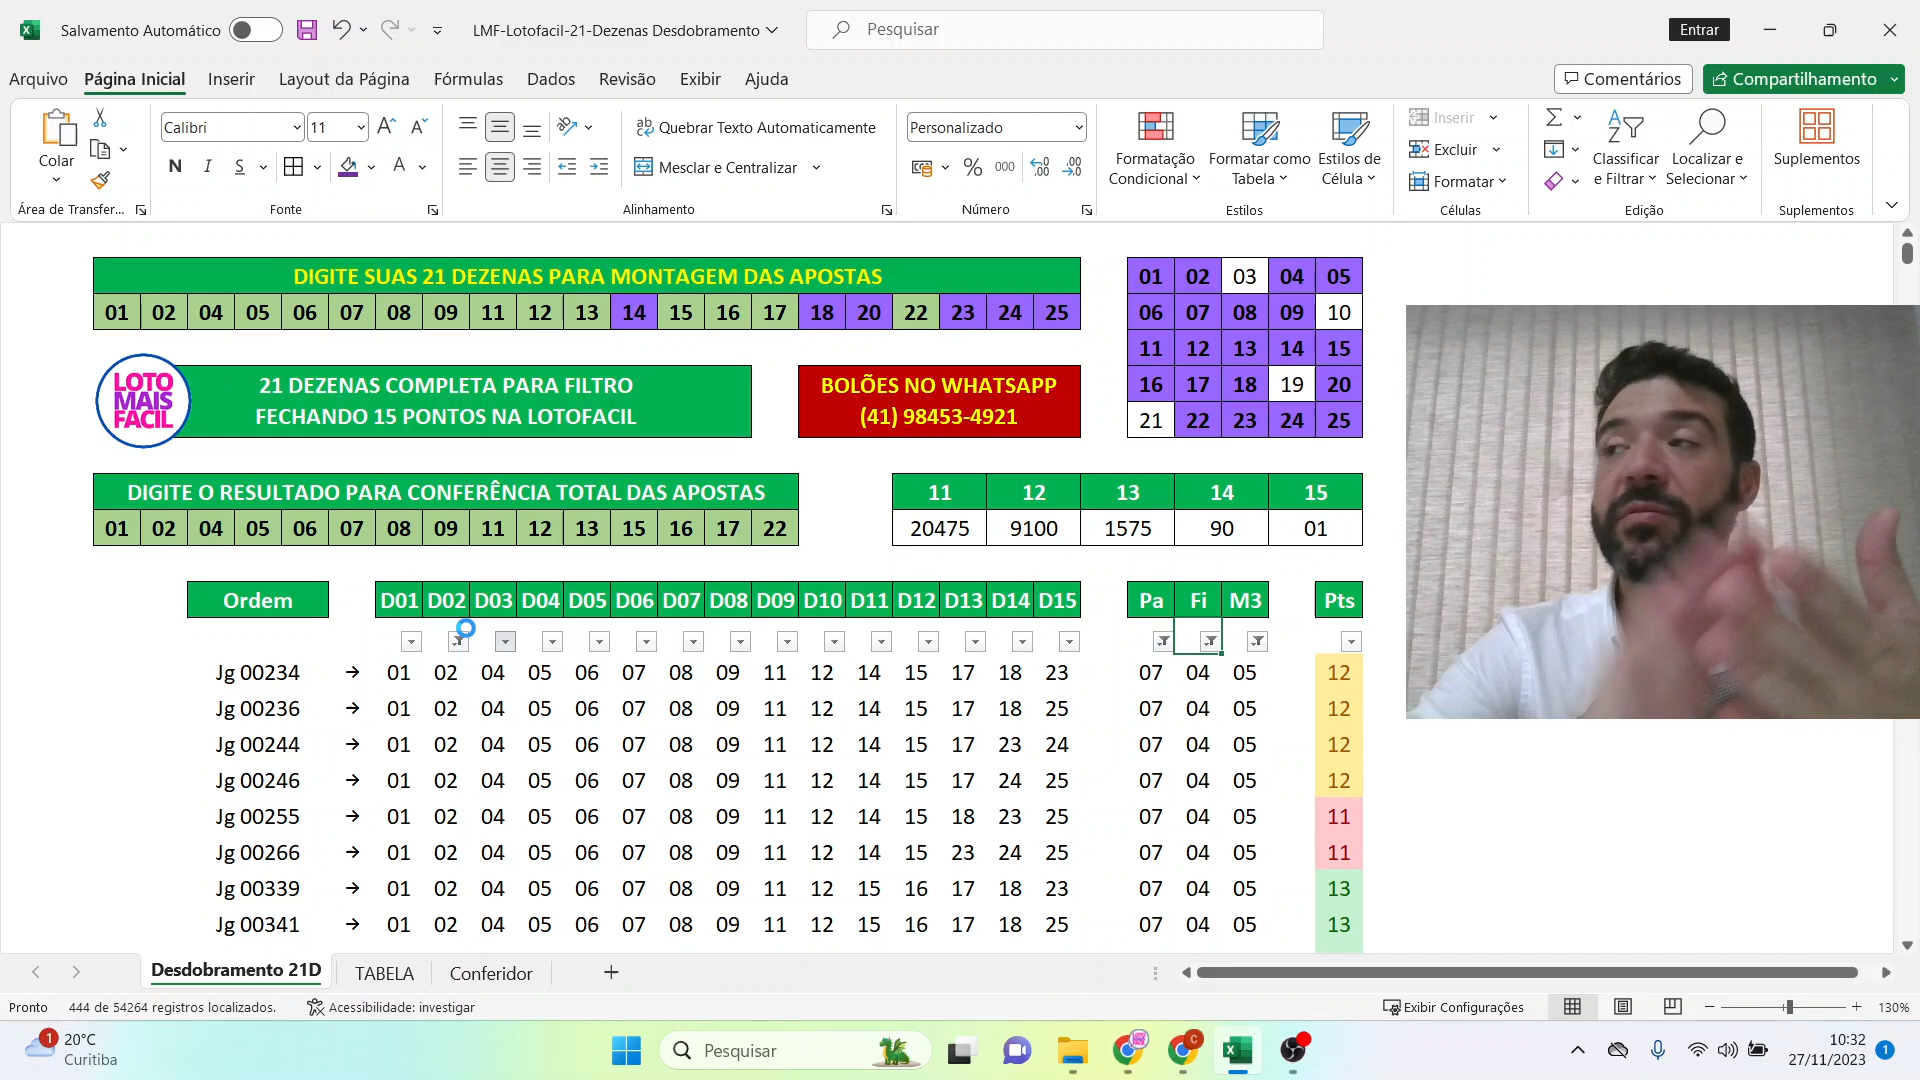 Salvamento Automático
LMF-Lotofacil-21-Dezenas Desdobramento
Pesquisar
Entrar
Arquivo Página Inicial Inserir Layout da Página Fórmulas Dados Revisão Exibir Ajuda
Comentários Compartilhamento
Colar
Área de Transfer...
Calibri 11
N I S
Fonte
Quebrar Texto Automaticamente
Mesclar e Centralizar
Alinhamento
Personalizado
% 000
Número
Formatação Condicional
Formatar como Tabela
Estilos de Célula
Estilos
Inserir
Excluir
Formatar
Células
Classificar e Filtrar
Localizar e Selecionar
Edição
Suplementos
Suplementos
DIGITE SUAS 21 DEZENAS PARA MONTAGEM DAS APOSTAS
01 02 04 05 06 07 08 09 11 12 13 14 15 16 17 18 20 22 23 24 25
01 02 03 04 05
06 07 08 09 10
11 12 13 14 15
16 17 18 19 20
21 22 23 24 25
LOTO
MAIS
FACIL
21 DEZENAS COMPLETA PARA FILTRO
FECHANDO 15 PONTOS NA LOTOFACIL
BOLÕES NO WHATSAPP
(41) 98453-4921
DIGITE O RESULTADO PARA CONFERÊNCIA TOTAL DAS APOSTAS
01 02 04 05 06 07 08 09 11 12 13 15 16 17 22
11 12 13 14 15
20475 9100 1575 90 01
Ordem D01 D02 D03 D04 D05 D06 D07 D08 D09 D10 D11 D12 D13 D14 D15 Pa Fi M3 Pts
Jg 00234 → 01 02 04 05 06 07 08 09 11 12 14 15 17 18 23 07 04 05 12
Jg 00236 → 01 02 04 05 06 07 08 09 11 12 14 15 17 18 25 07 04 05 12
Jg 00244 → 01 02 04 05 06 07 08 09 11 12 14 15 17 23 24 07 04 05 12
Jg 00246 → 01 02 04 05 06 07 08 09 11 12 14 15 17 24 25 07 04 05 12
Jg 00255 → 01 02 04 05 06 07 08 09 11 12 14 15 18 23 25 07 04 05 11
Jg 00266 → 01 02 04 05 06 07 08 09 11 12 14 15 23 24 25 07 04 05 11
Jg 00339 → 01 02 04 05 06 07 08 09 11 12 15 16 17 18 23 07 04 05 13
Jg 00341 → 01 02 04 05 06 07 08 09 11 12 15 16 17 18 25 07 04 05 13
Desdobramento 21D TABELA Conferidor
Pronto 444 de 54264 registros localizados. Acessibilidade: investigar
Exibir Configurações 130%
1 20°C
Curitiba
Pesquisar
10:32
27/11/2023 1